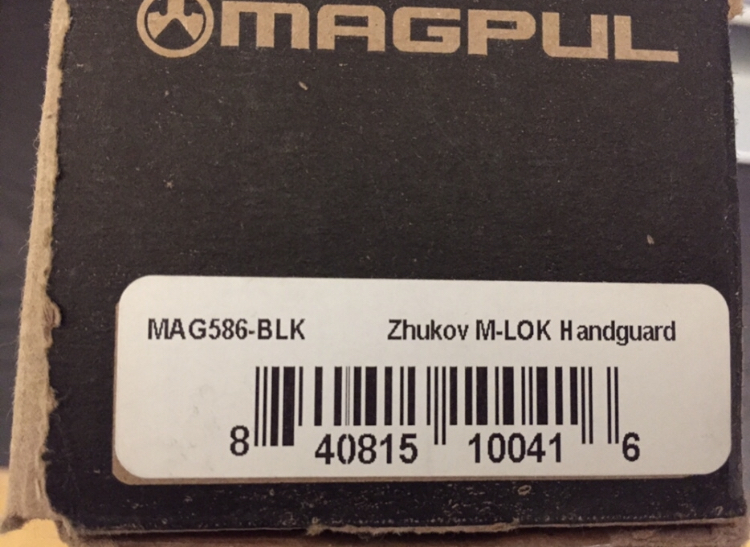 MAGPUL
MAG586-BLK Zhukov M-LOK Handguard
8 40815 10041 6